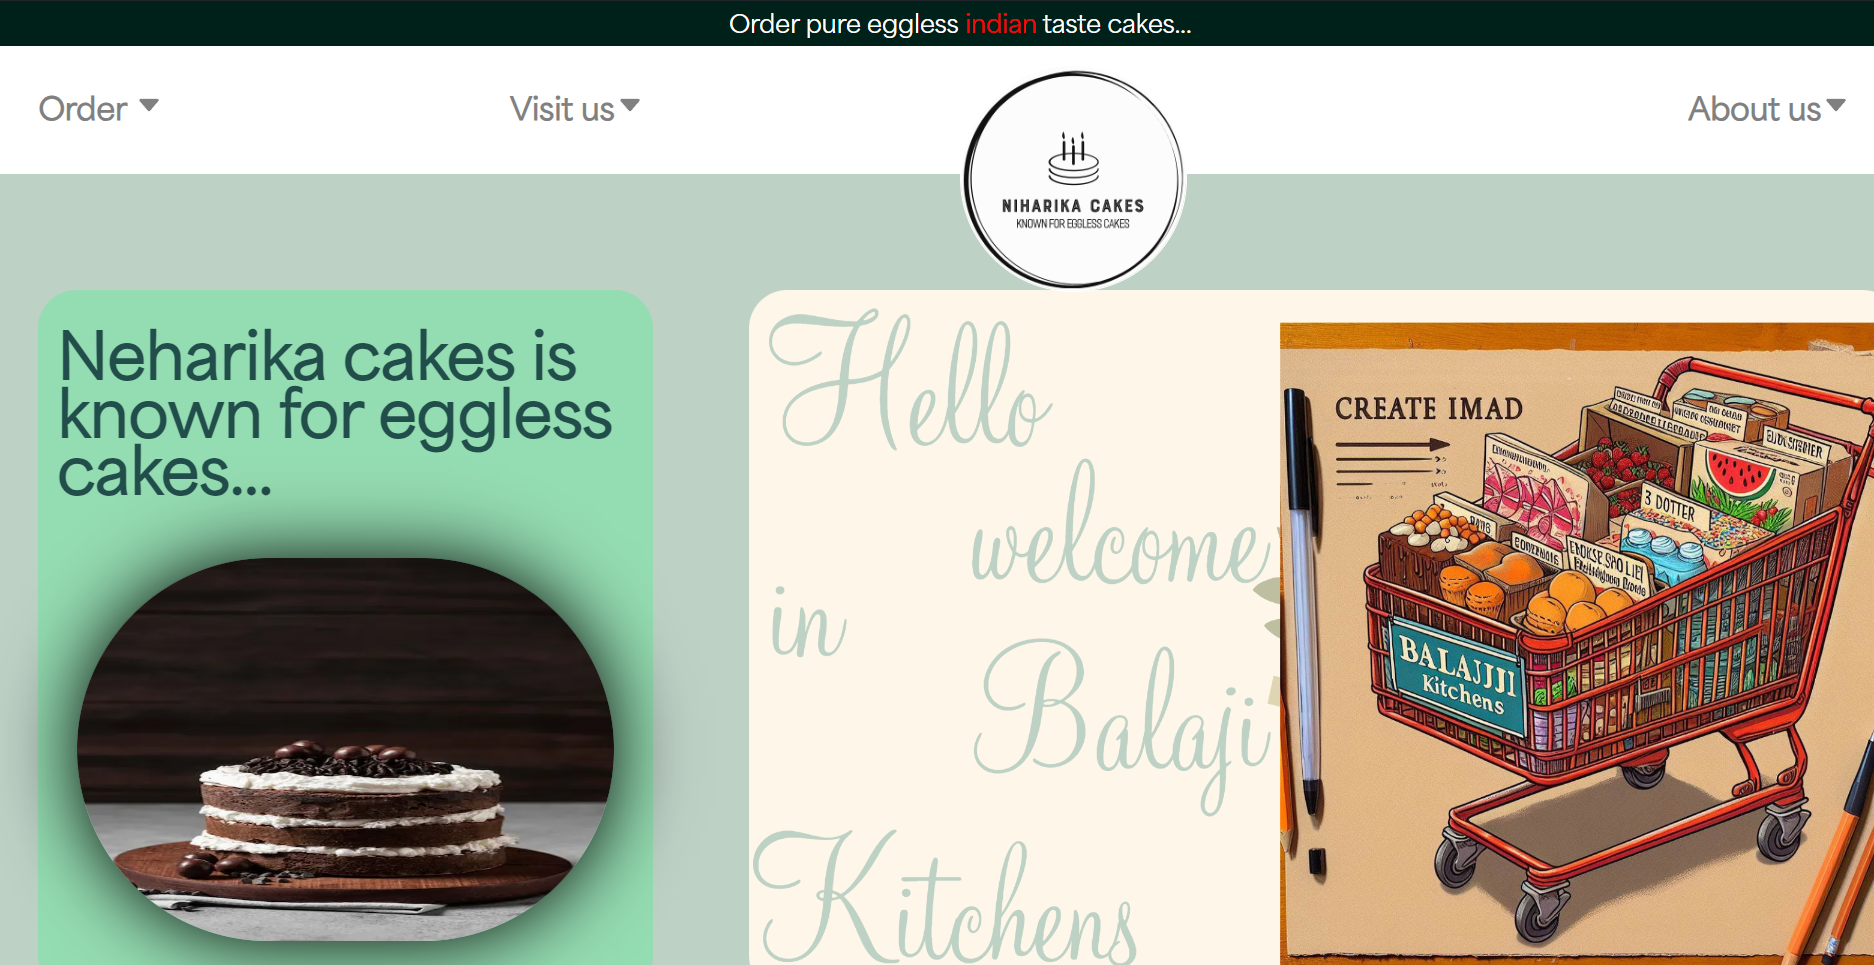 Order pure eggless indian taste cakes...
Order
Visit us
About us
NIHARIKA CAKES
KNOWN FOR EGGLESS CAKES
Neharika cakes is
known for eggless
cakes...
Hello
welcome
in
Balaji
Kitchens
CREATE IMAD
3 DOTTER
BALAJJJI
Kitchens